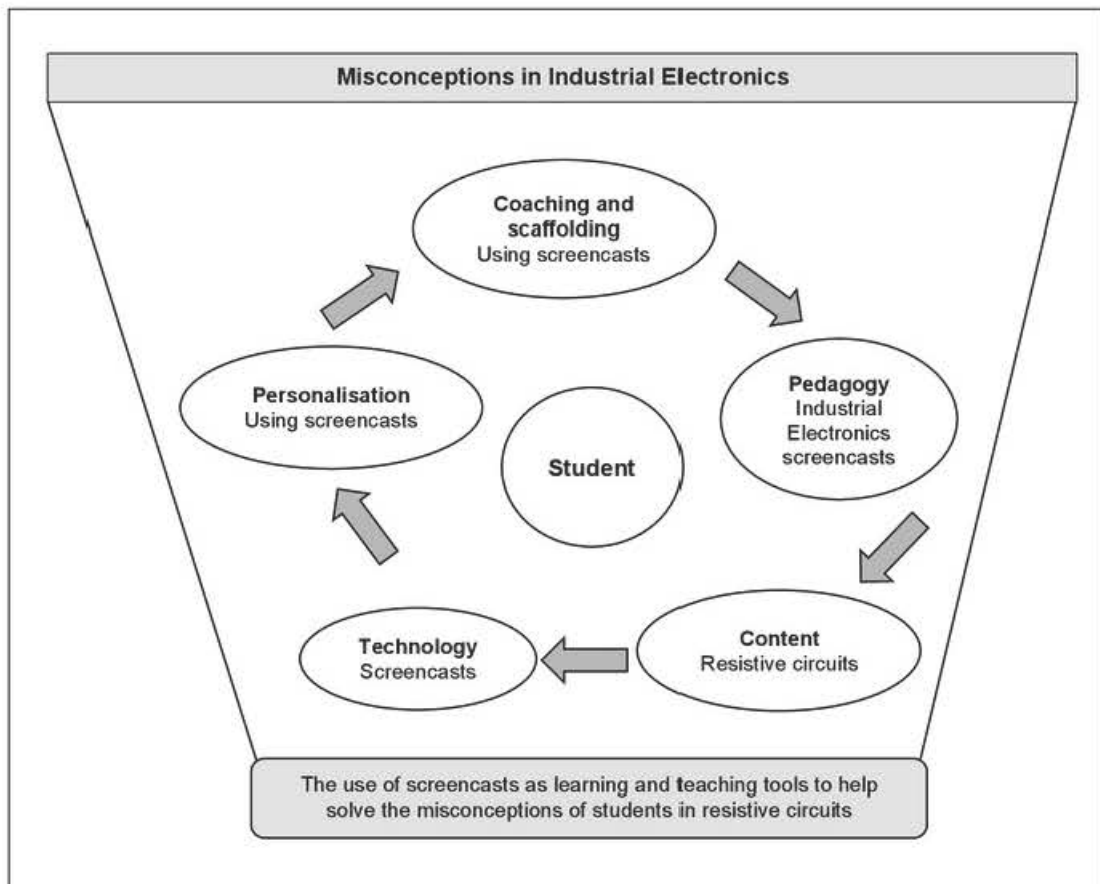 Misconceptions in Industrial Electronics
Coaching and
scaffolding
Using screencasts
Personalisation
Using screencasts
Pedagogy
Industrial
Electronics
screencasts
Student
Technology
Screencasts
Content
Resistive circuits
The use of screencasts as learning and teaching tools to help
solve the misconceptions of students in resistive circuits